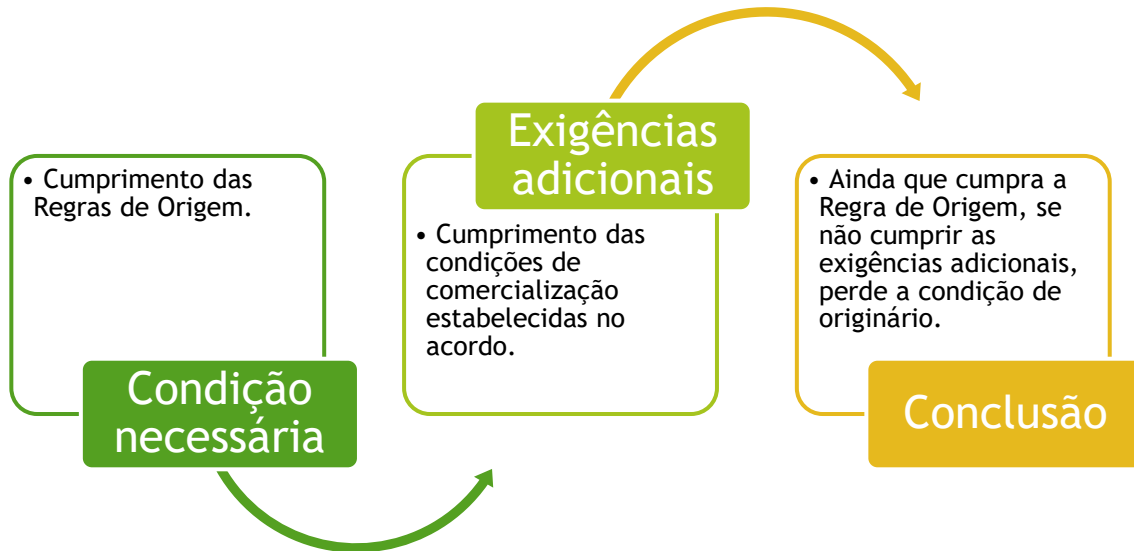 • Cumprimento das
Regras de Origem.
Condição
necessária
Exigências
adicionais
• Cumprimento das
condições de
comercialização
estabelecidas no
acordo.
• Ainda que cumpra a
Regra de Origem, se
não cumprir as
exigências adicionais,
perde a condição de
originário.
Conclusão